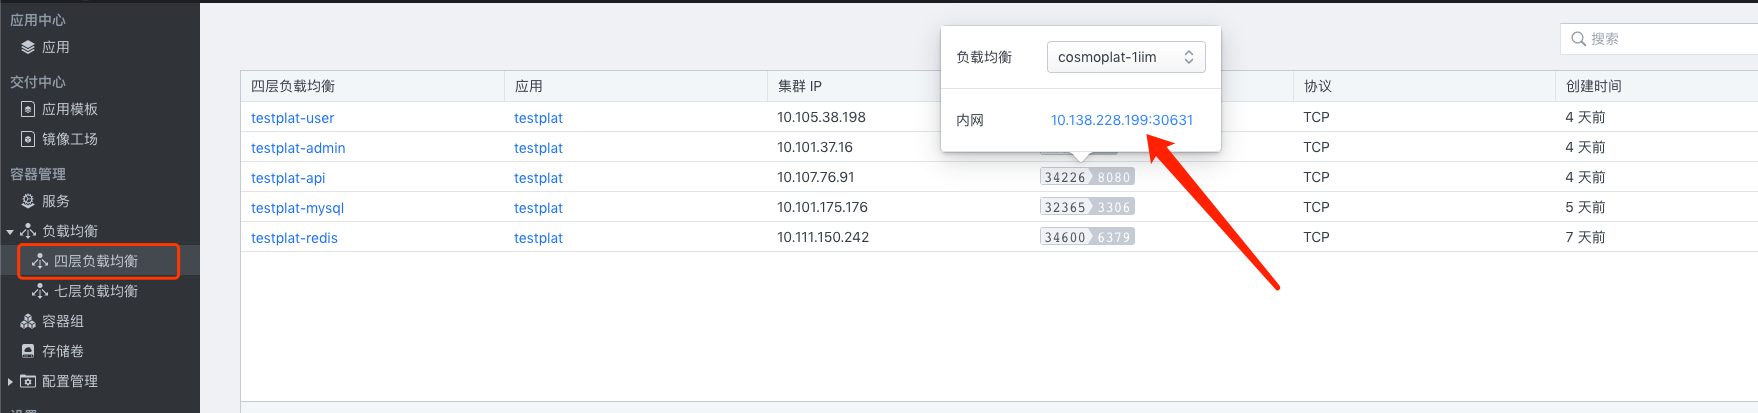 应用中心
应用
交付中心
应用模板
镜像工场
容器管理
服务
负载均衡
四层负载均衡
七层负载均衡
容器组
存储卷
配置管理
搜索
负载均衡 cosmoplat-1iim
内网 10.138.228.199:30631
四层负载均衡 应用 集群 IP 协议 创建时间
testplat-user testplat 10.105.38.198 TCP 4 天前
testplat-admin testplat 10.101.37.16 TCP 4 天前
testplat-api testplat 10.107.76.91 34226 8080 TCP 4 天前
testplat-mysql testplat 10.101.175.176 32365 3306 TCP 5 天前
testplat-redis testplat 10.111.150.242 34600 6379 TCP 7 天前